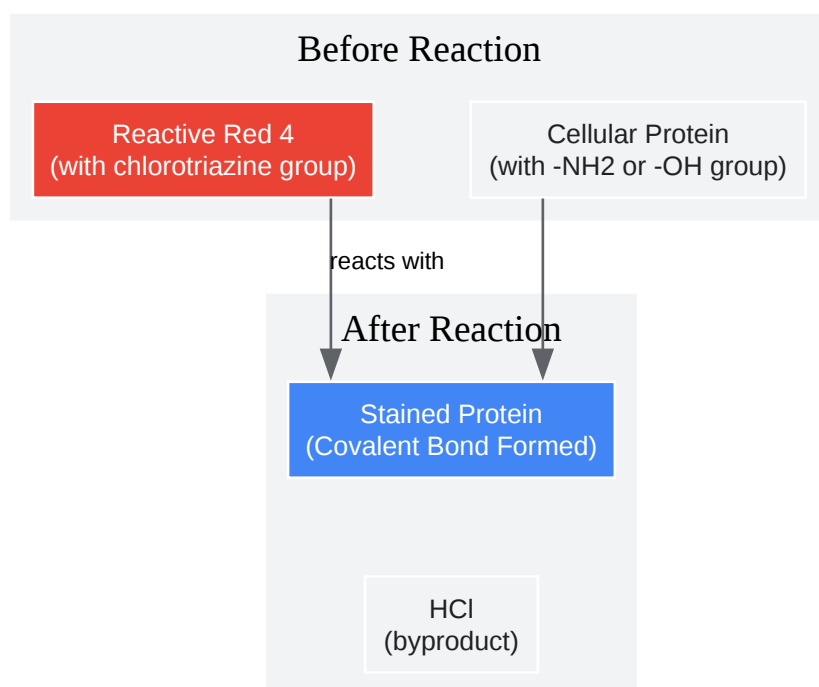 Before Reaction
Reactive Red 4
(with chlorotriazine group)
Cellular Protein
(with -NH2 or -OH group)
reacts with
After Reaction
Stained Protein
(Covalent Bond Formed)
HCl
(byproduct)